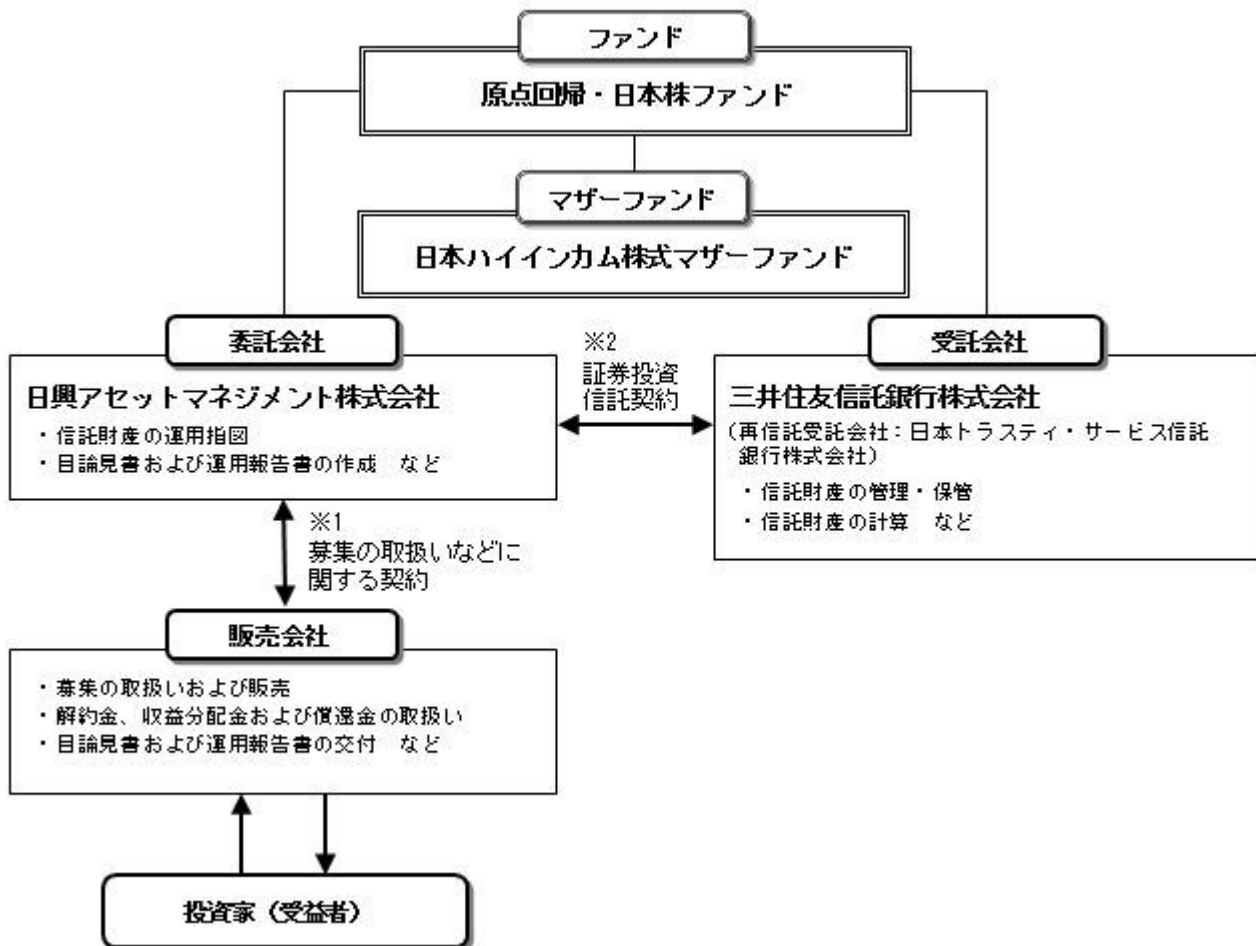 ファンド
原点回帰・日本株ファンド
マザーファンド
日本ハイインカム株式マザーファンド
委託会社
日興アセットマネジメント株式会社
・信託財産の運用指図
・目論見書および運用報告書の作成　など
※2
証券投資
信託契約
受託会社
三井住友信託銀行株式会社
（再信託受託会社：日本トラスティ・サービス信託
銀行株式会社）
・信託財産の管理・保管
・信託財産の計算　など
※1
募集の取扱いなどに
関する契約
販売会社
・募集の取扱いおよび販売
・解約金、収益分配金および償還金の取扱い
・目論見書および運用報告書の交付　など
投資家（受益者）